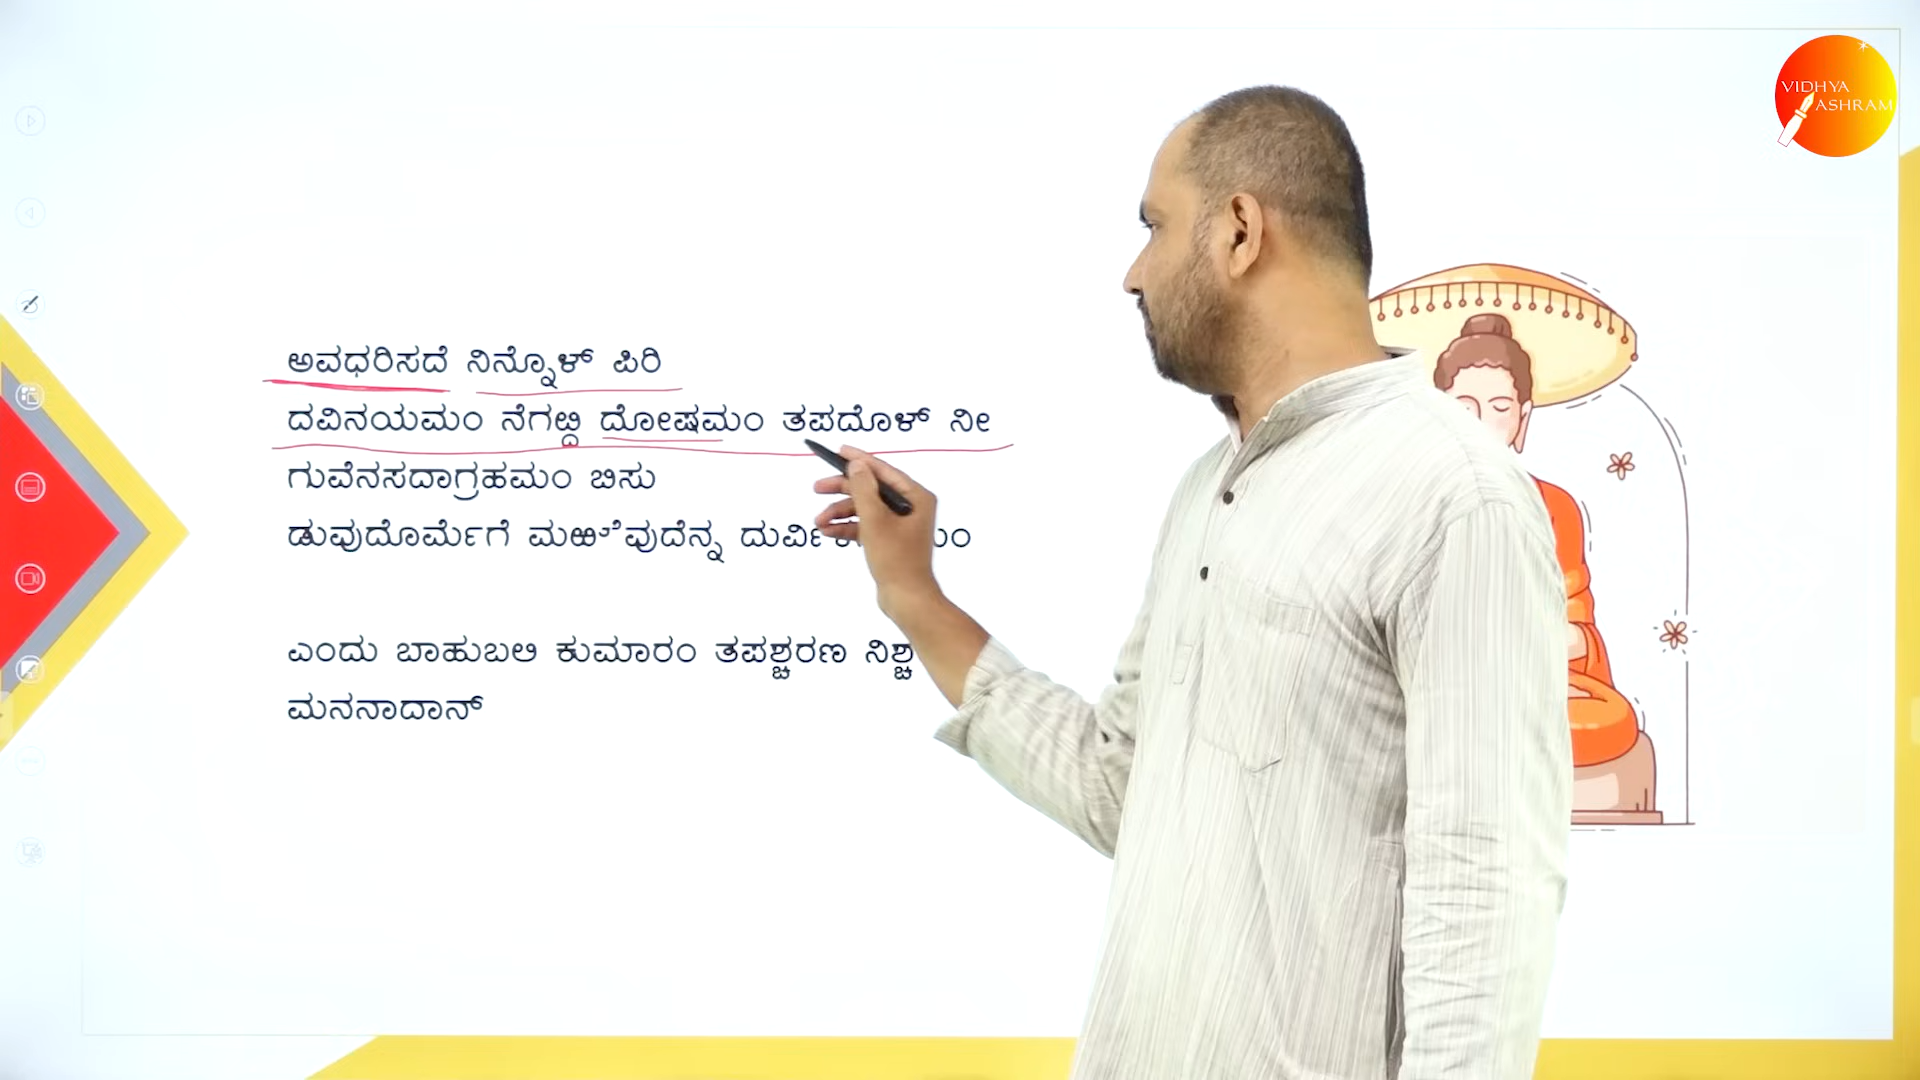 VIDHYA
ASHRAM
ಅವಧರಿಸದೆ ನಿನ್ನೊಳ್ ಪಿರಿ
ದವಿನಯಮಂ ನೆಗೞ್ದ ದೋಷಮಂ ತಪದೊಳ್ ನೀ
ಗುವೆನಸದಾಗ್ರಹಮಂ ಬಿಸು
ಡುವುದೊರ್ಮೆಗೆ ಮಱೆವುದೆನ್ನ
ಎಂದು ಬಾಹುಬಲಿ ಕುಮಾರಂ ತಪಶ್ಚರಣ
ಮನನಾದಾನ್